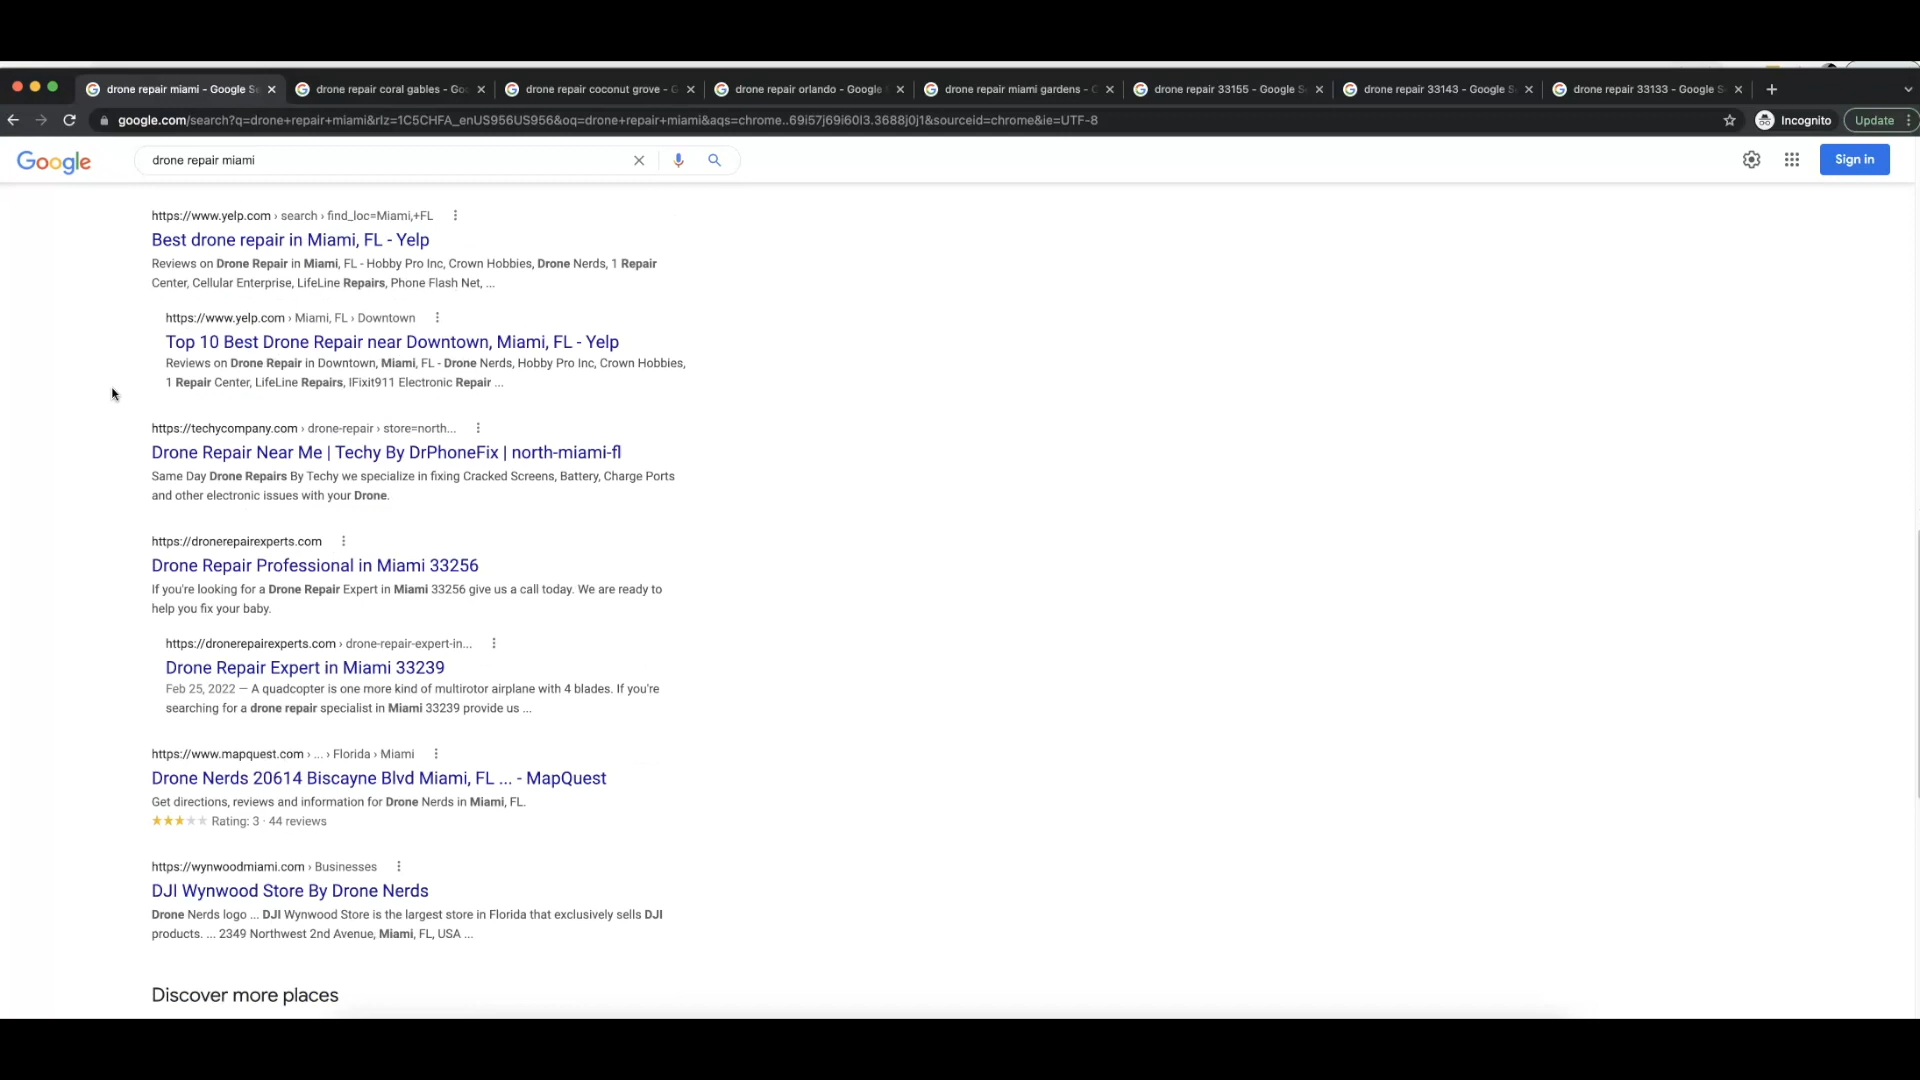 drone repair miami - Google S
drone repair coral gables - Go
drone repair coconut grove - G
drone repair orlando - Google
drone repair miami gardens - G
drone repair 33155 - Google S
drone repair 33143 - Google S
drone repair 33133 - Google S
google.com/search?q=drone+repair+miami&rlz=1C5CHFA_enUS956US956&oq=drone+repair+miami&aqs=chrome..69i57j69i60l3.3688j0j1&sourceid=chrome&ie=UTF-8
Incognito
Update
Google
drone repair miami
Sign in
https://www.yelp.com › search › find_loc=Miami,+FL
Best drone repair in Miami, FL - Yelp
Reviews on Drone Repair in Miami, FL - Hobby Pro Inc, Crown Hobbies, Drone Nerds, 1 Repair
Center, Cellular Enterprise, LifeLine Repairs, Phone Flash Net, ...
https://www.yelp.com › Miami, FL › Downtown
Top 10 Best Drone Repair near Downtown, Miami, FL - Yelp
Reviews on Drone Repair in Downtown, Miami, FL - Drone Nerds, Hobby Pro Inc, Crown Hobbies,
1 Repair Center, LifeLine Repairs, IFixit911 Electronic Repair ...
https://techycompany.com › drone-repair › store=north...
Drone Repair Near Me | Techy By DrPhoneFix | north-miami-fl
Same Day Drone Repairs By Techy we specialize in fixing Cracked Screens, Battery, Charge Ports
and other electronic issues with your Drone.
https://dronerepairexperts.com
Drone Repair Professional in Miami 33256
If you're looking for a Drone Repair Expert in Miami 33256 give us a call today. We are ready to
help you fix your baby.
https://dronerepairexperts.com › drone-repair-expert-in...
Drone Repair Expert in Miami 33239
Feb 25, 2022 — A quadcopter is one more kind of multirotor airplane with 4 blades. If you're
searching for a drone repair specialist in Miami 33239 provide us ...
https://www.mapquest.com › ... › Florida › Miami
Drone Nerds 20614 Biscayne Blvd Miami, FL ... - MapQuest
Get directions, reviews and information for Drone Nerds in Miami, FL.
Rating: 3 · 44 reviews
https://wynwoodmiami.com › Businesses
DJI Wynwood Store By Drone Nerds
Drone Nerds logo ... DJI Wynwood Store is the largest store in Florida that exclusively sells DJI
products. ... 2349 Northwest 2nd Avenue, Miami, FL, USA ...
Discover more places